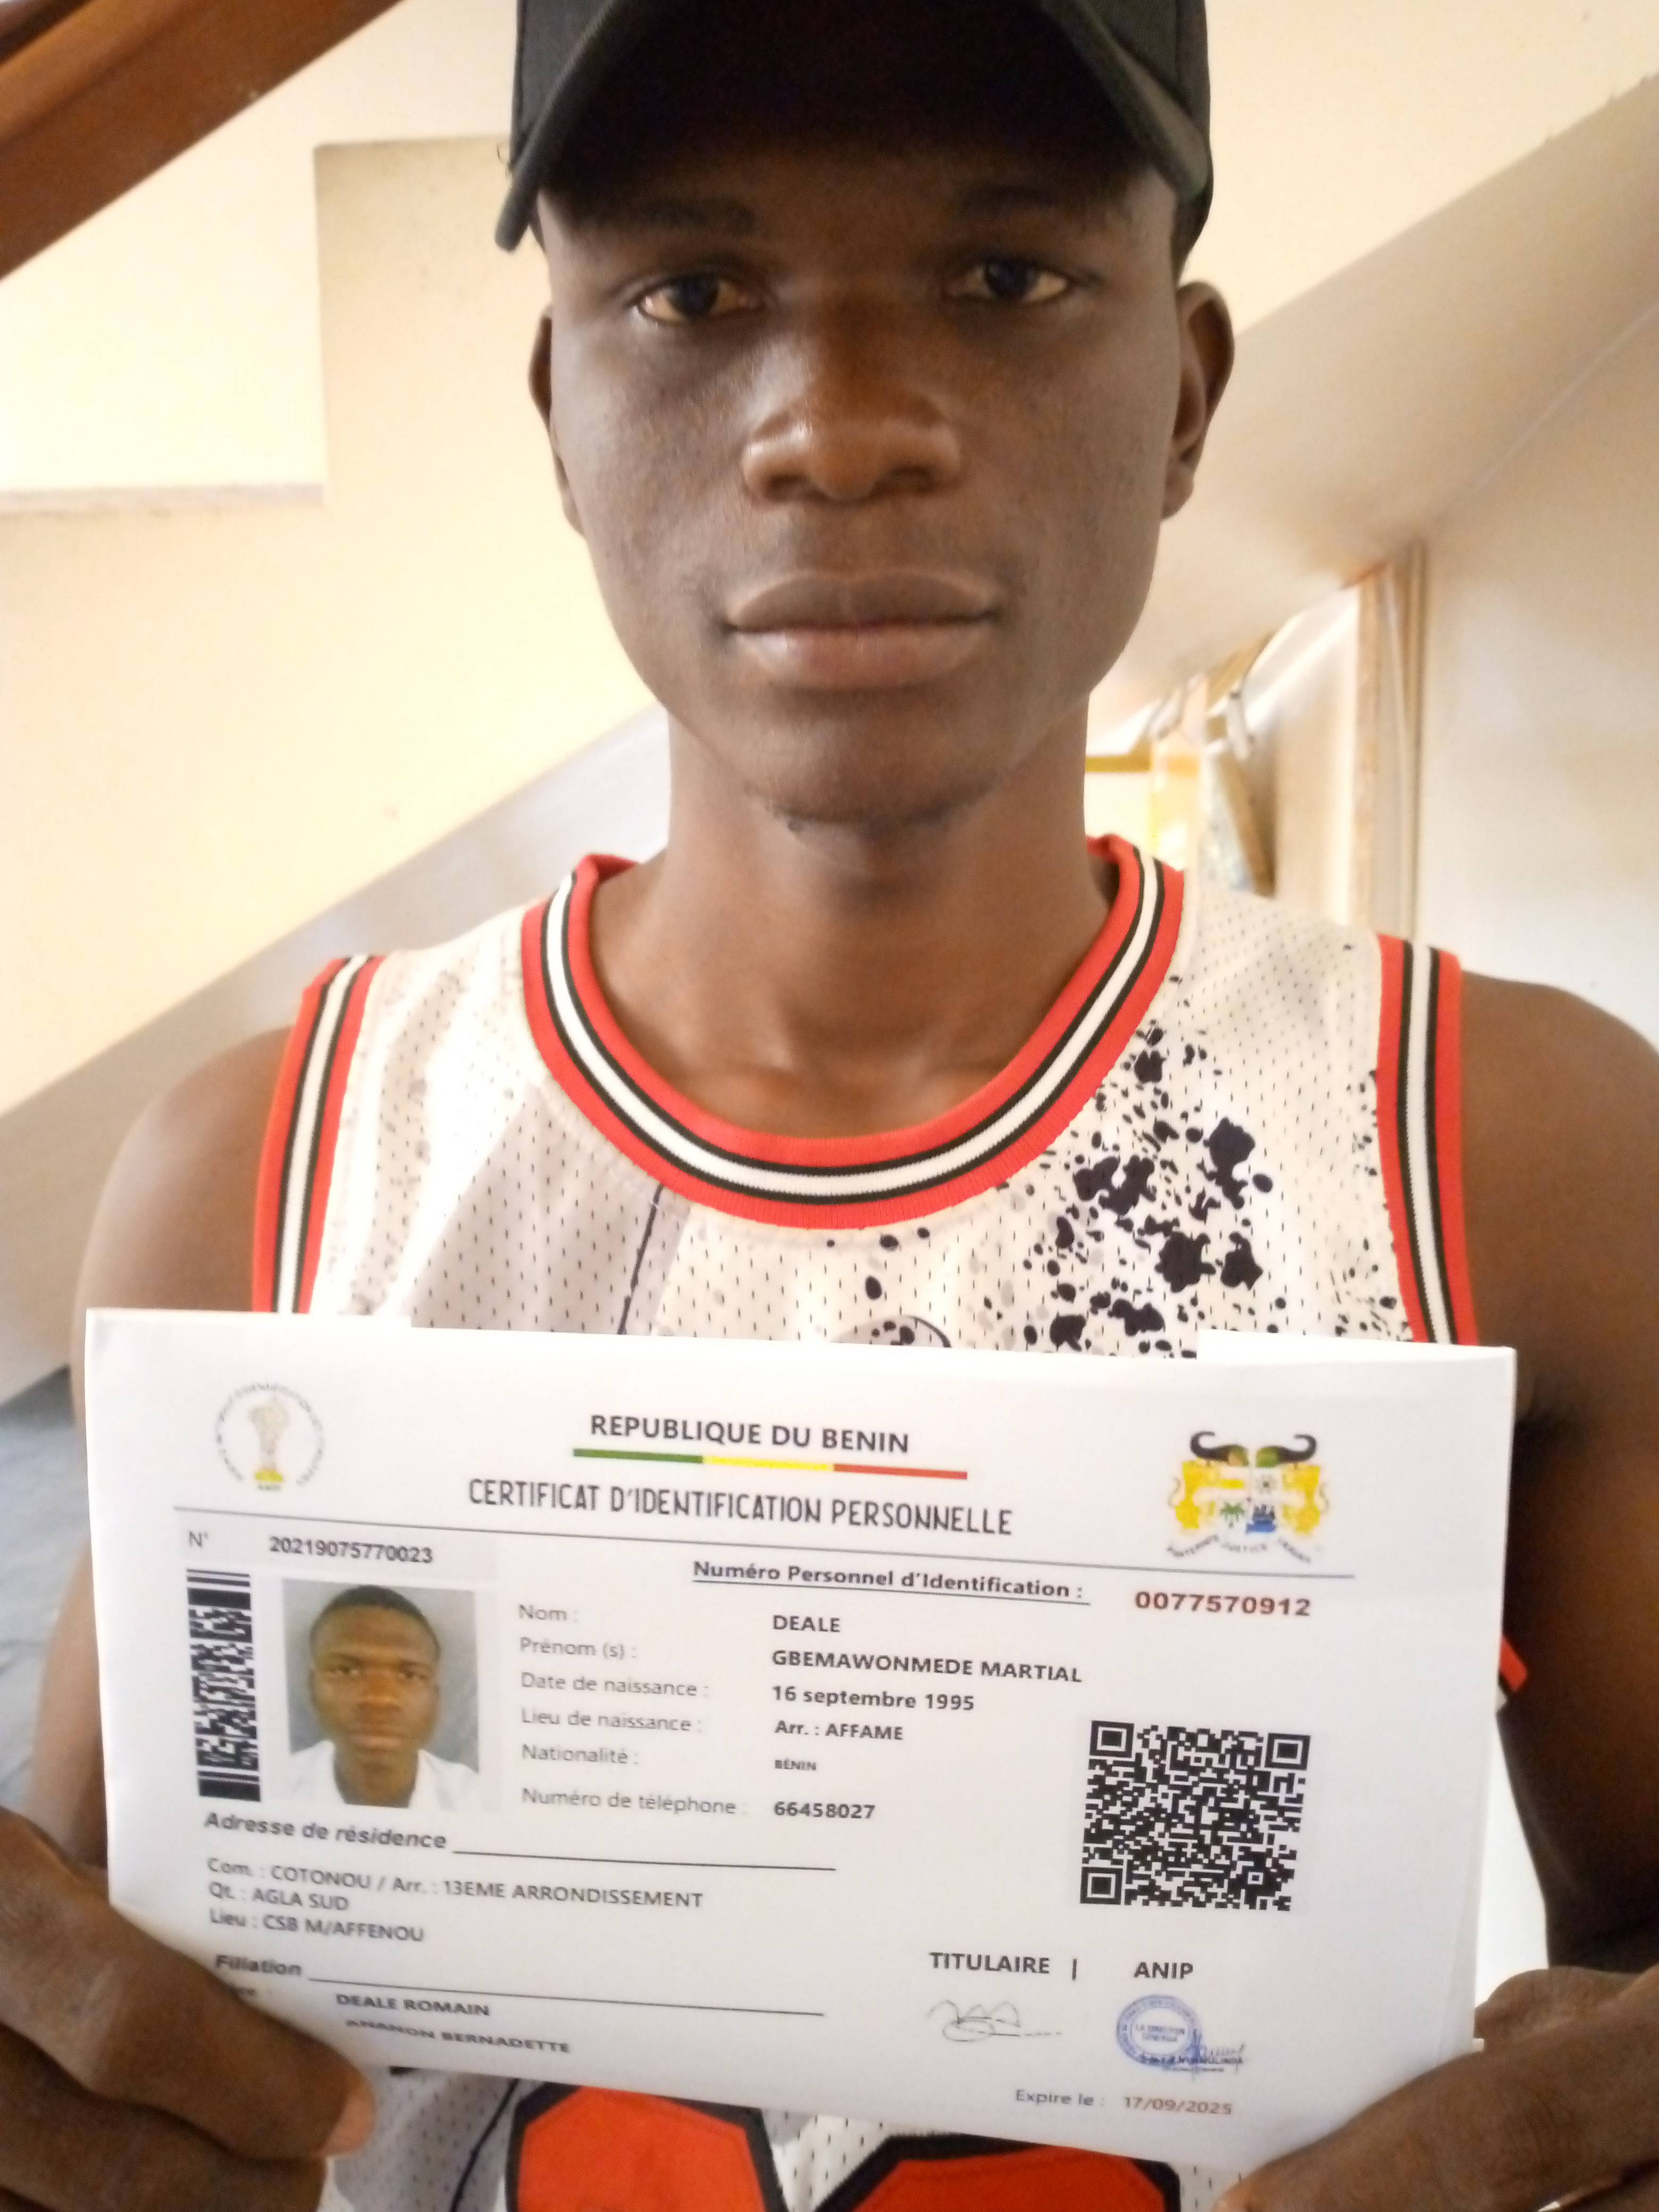 REPUBLIQUE DU BENIN
CERTIFICAT D'IDENTIFICATION PERSONNELLE
N° 20219075770023
Numéro Personnel d'Identification : 0077570912
Nom : DEALE
Prénom (s) : GBEMAWONMEDE MARTIAL
Date de naissance : 16 septembre 1995
Lieu de naissance : Arr. : AFFAME
Nationalité : BÉNIN
Numéro de téléphone : 66458027
Adresse de résidence
Com. : COTONOU / Arr. : 13EME ARRONDISSEMENT
Qt. : AGLA SUD
Lieu : CSB M/AFFENOU
Filiation
DEALE ROMAIN
BERNADETTE
TITULAIRE | ANIP
Expire le : 17/09/2025